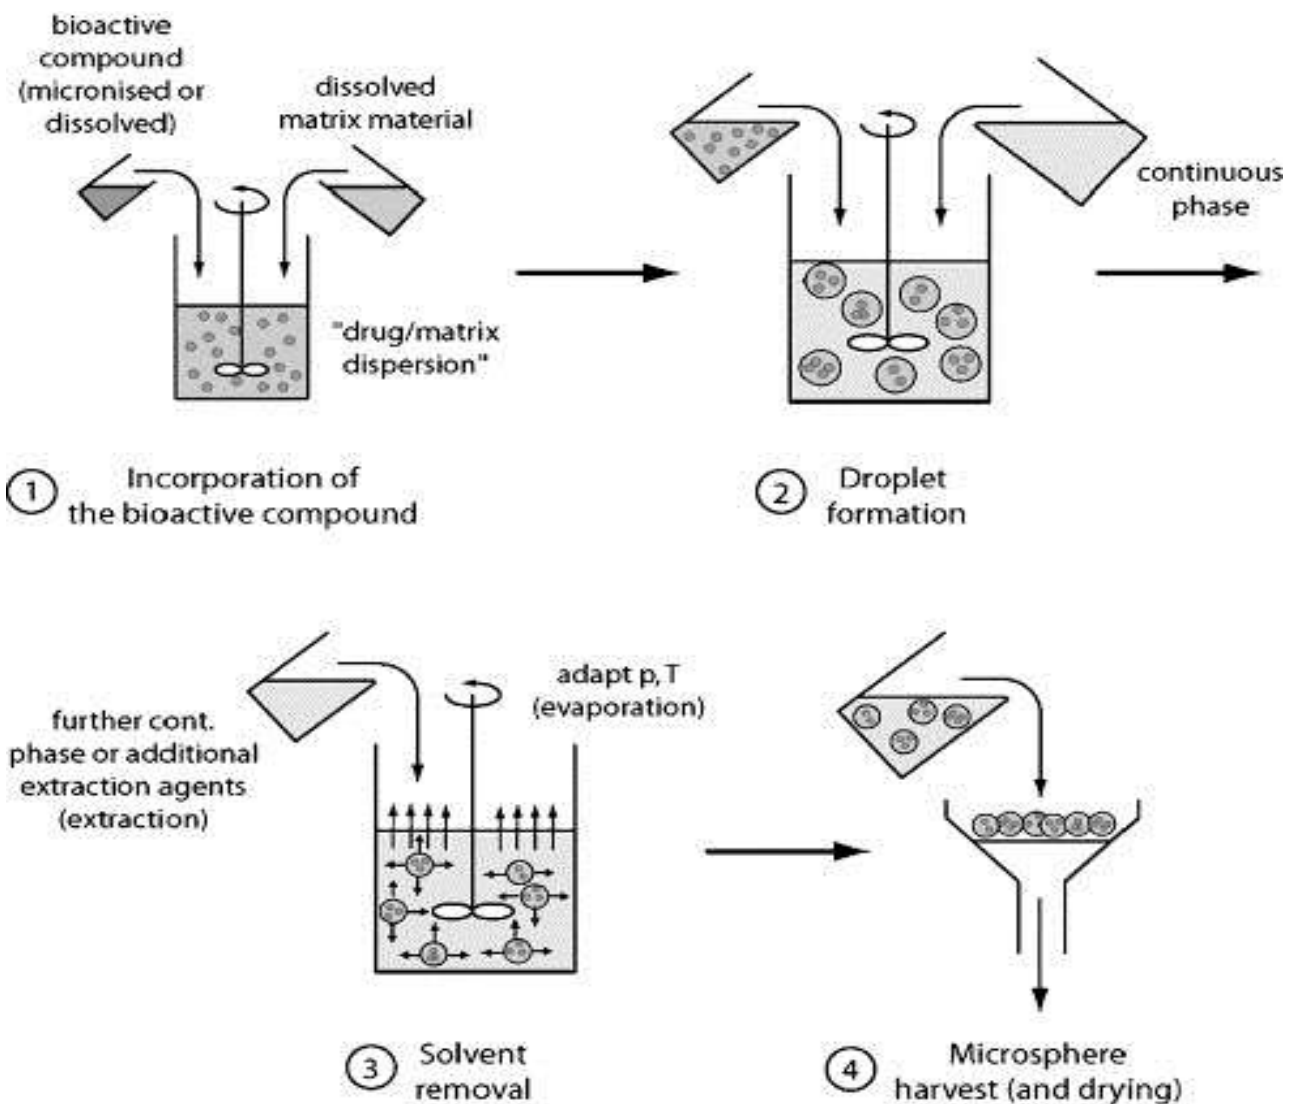 bioactive
compound
(micronised or
dissolved)
dissolved
matrix material
"drug/matrix
dispersion"
1
Incorporation of
the bioactive compound
continuous
phase
2
Droplet
formation
further cont.
phase or additional
extraction agents
(extraction)
adapt p, T
(evaporation)
3
Solvent
removal
4
Microsphere
harvest (and drying)